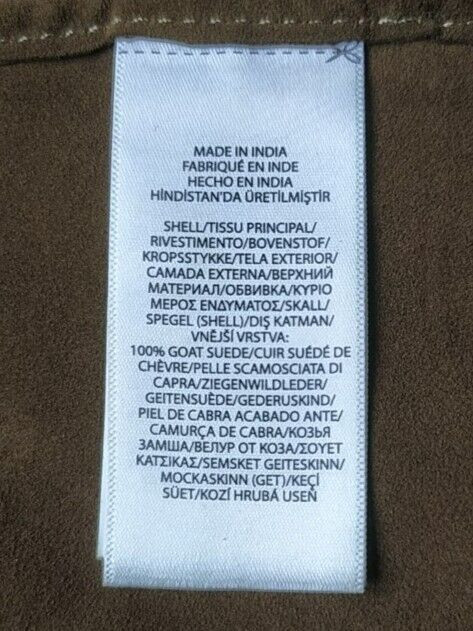 MADE IN INDIA
FABRIQUÉ EN INDE
HECHO EN INDIA
HİNDİSTAN'DA ÜRETİLMİŞTİR
SHELL/TISSU PRINCIPAL/
RIVESTIMENTO/BOVENSTOF/
KROPSSTYKKE/TELA EXTERIOR/
CAMADA EXTERNA/ВЕРХНИЙ
МАТЕРИАЛ/ОБВИВКА/ΚΥΡΙΟ
ΜΕΡΟΣ ΕΝΔΥΜΑΤΟΣ/SKALL/
SPEGEL (SHELL)/DIŞ KATMAN/
VNĚJŠÍ VRSTVA:
100% GOAT SUEDE/CUIR SUÉDÉ DE
CHÈVRE/PELLE SCAMOSCIATA DI
CAPRA/ZIEGENWILDLEDER/
GEITENSUÈDE/GEDERUSKIND/
PIEL DE CABRA ACABADO ANTE/
CAMURÇA DE CABRA/КОЗЬЯ
ЗАМША/ВЕЛУР ОТ КОЗА/ΣΟΥΕΤ
ΚΑΤΣΙΚΑΣ/SEMSKET GEITESKINN/
MOCKASKINN (GET)/KEÇİ
SÜET/KOZÍ HRUBÁ USEŇ